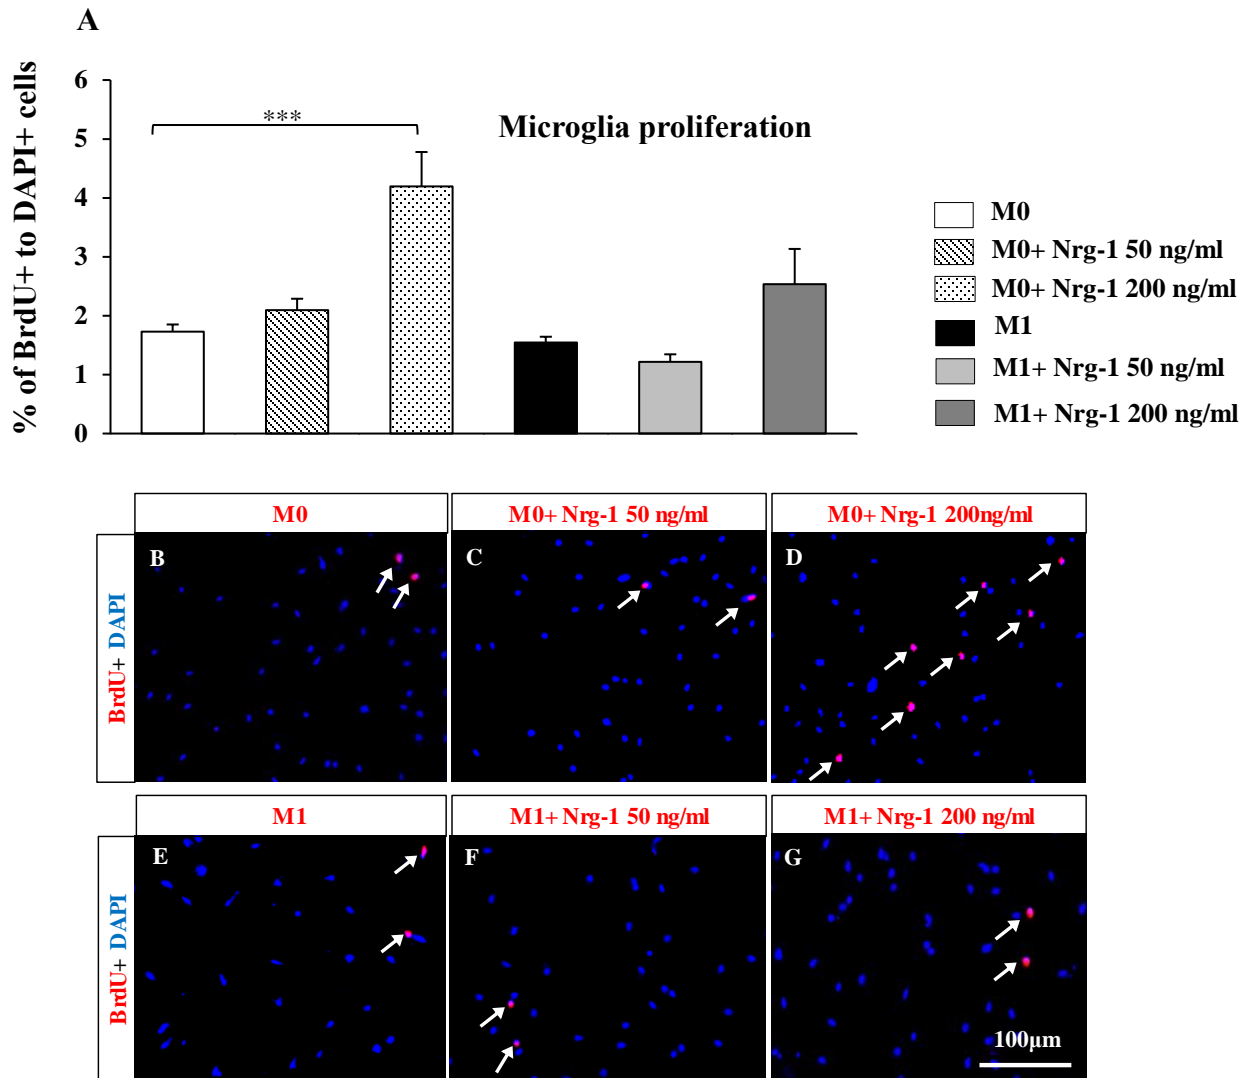 A
% of BrdU+ to DAPI+ cells
6
5
4
3
2
1
0
***
Microglia proliferation
M0
M0+ Nrg-1 50 ng/ml
M0+ Nrg-1 200 ng/ml
M1
M1+ Nrg-1 50 ng/ml
M1+ Nrg-1 200 ng/ml
M0
M0+ Nrg-1 50 ng/ml
M0+ Nrg-1 200ng/ml
BrdU+ DAPI
B
C
D
M1
M1+ Nrg-1 50 ng/ml
M1+ Nrg-1 200 ng/ml
BrdU+ DAPI
E
F
G
100μm